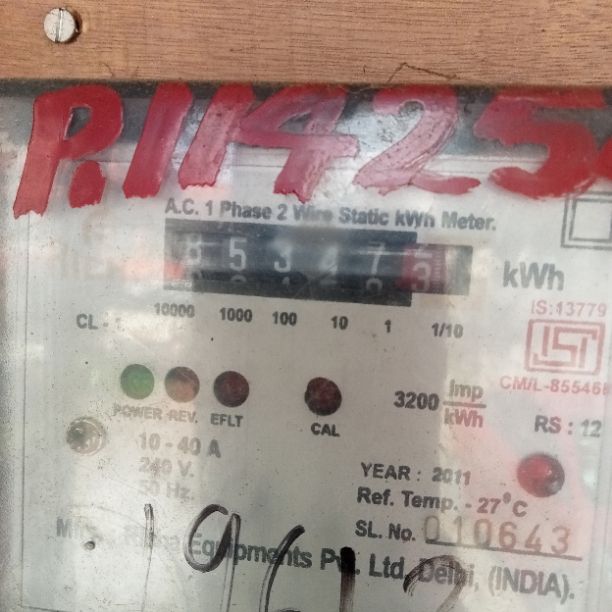 P.11425
A.C. 1 Phase 2 Wire Static kWh Meter.
kWh
IS:13779
CL - 1
10000 1000 100 10 1 1/10
CM/L-855468
POWER REV. EFLT
CAL
3200 Imp
kWh
RS : 12
10 - 40 A
240 V.
50 Hz.
YEAR : 2011
Ref. Temp. - 27°C
SL. No. 010643
Equipments Pvt. Ltd, Delhi, (INDIA).